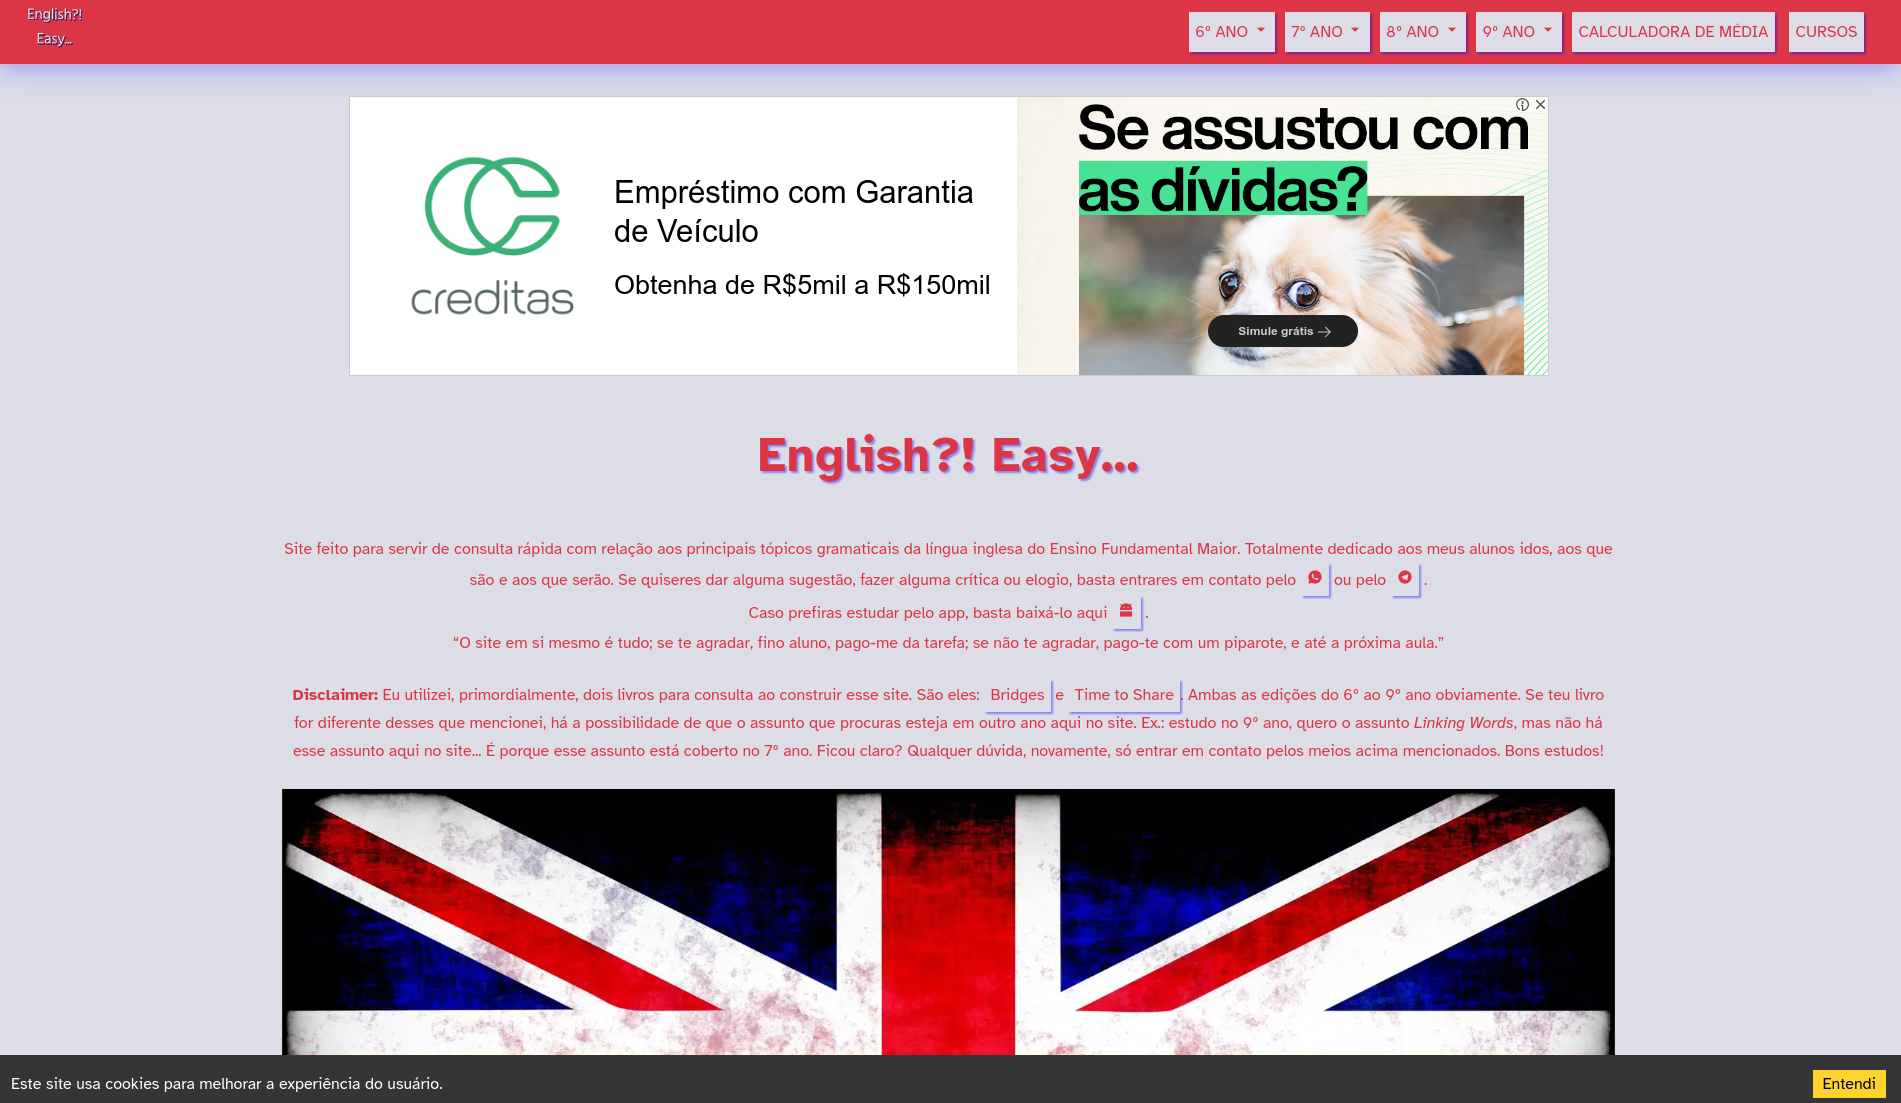 English?!
Easy...
6º ANO
7º ANO
8º ANO
9º ANO
CALCULADORA DE MÉDIA
CURSOS
creditas
Empréstimo com Garantia
de Veículo
Obtenha de R$5mil a R$150mil
Se assustou com
as dívidas?
Simule grátis
English?! Easy...
Site feito para servir de consulta rápida com relação aos principais tópicos gramaticais da língua inglesa do Ensino Fundamental Maior. Totalmente dedicado aos meus alunos idos, aos que
são e aos que serão. Se quiseres dar alguma sugestão, fazer alguma crítica ou elogio, basta entrares em contato pelo ou pelo .
Caso prefiras estudar pelo app, basta baixá-lo aqui .
“O site em si mesmo é tudo; se te agradar, fino aluno, pago-me da tarefa; se não te agradar, pago-te com um piparote, e até a próxima aula.”
Disclaimer: Eu utilizei, primordialmente, dois livros para consulta ao construir esse site. São eles: Bridges e Time to Share . Ambas as edições do 6º ao 9º ano obviamente. Se teu livro
for diferente desses que mencionei, há a possibilidade de que o assunto que procuras esteja em outro ano aqui no site. Ex.: estudo no 9º ano, quero o assunto Linking Words, mas não há
esse assunto aqui no site... É porque esse assunto está coberto no 7º ano. Ficou claro? Qualquer dúvida, novamente, só entrar em contato pelos meios acima mencionados. Bons estudos!
Este site usa cookies para melhorar a experiência do usuário.
Entendi